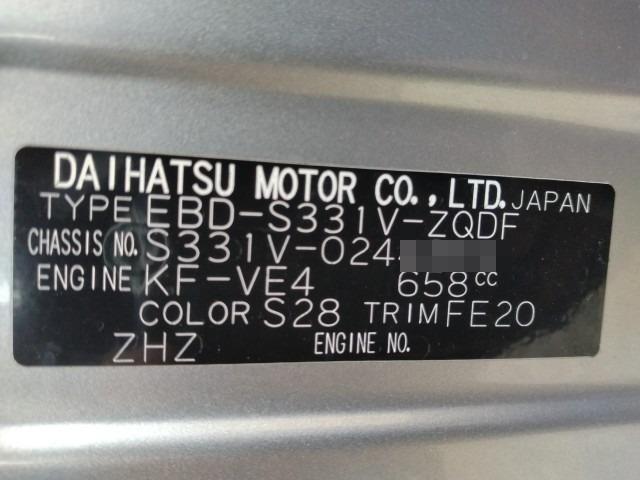 DAIHATSU MOTOR CO., LTD. JAPAN
TYPE EBD-S331V-ZQDF
CHASSIS NO. S331V-024
ENGINE KF-VE4 658cc
COLOR S28 TRIM FE20
ZHZ ENGINE NO.